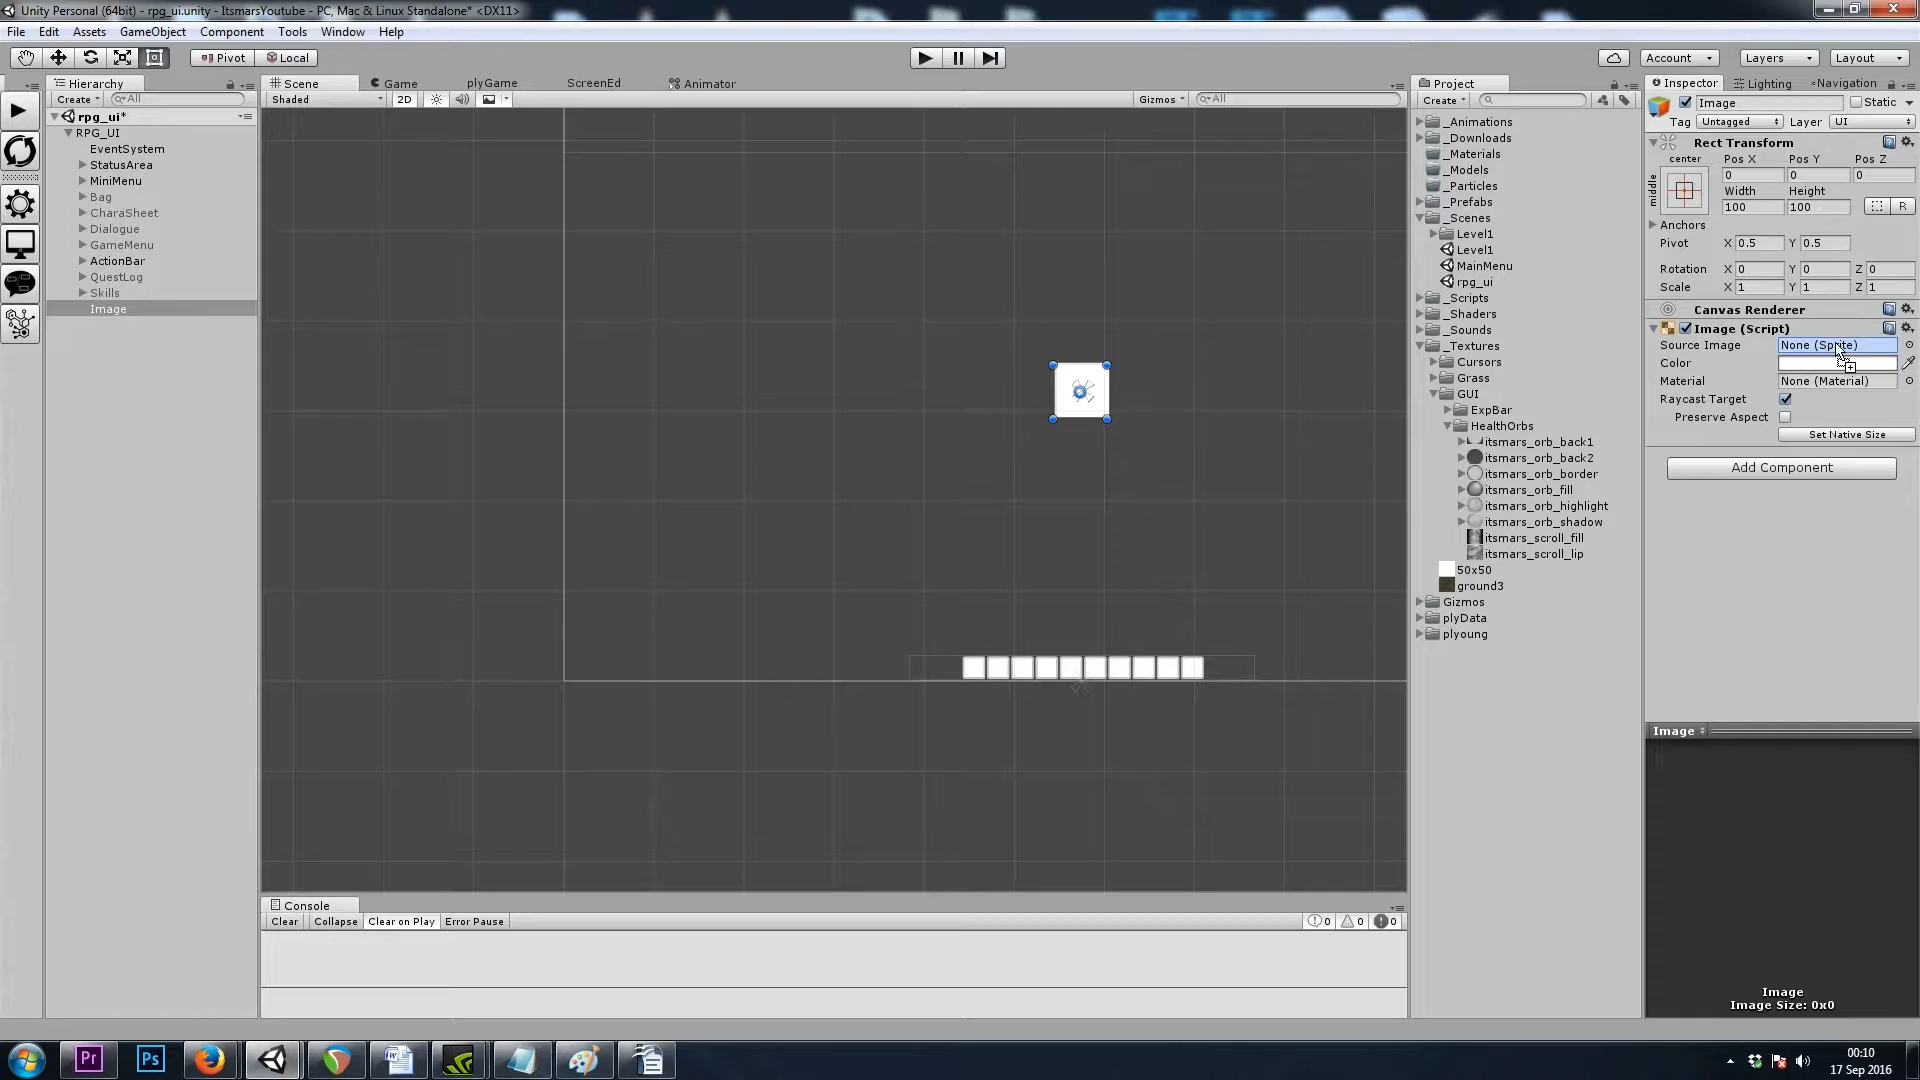 Unity Personal (64bit) - rpg_ui.unity - ItsmarsYoutube - PC, Mac & Linux Standalone* <DX11>
File Edit Assets GameObject Component Tools Window Help
Pivot Local Account Layers Layout
Hierarchy
Create All
rpg_ui*
RPG_UI
EventSystem
StatusArea
MiniMenu
Bag
CharaSheet
Dialogue
GameMenu
ActionBar
QuestLog
Skills
Image
Scene Game plyGame ScreenEd Animator
Shaded 2D Gizmos All
Console
Clear Collapse Clear on Play Error Pause 0 0 0
Project
Create
_Animations
_Downloads
_Materials
_Models
_Particles
_Prefabs
_Scenes
Level1
Level1
MainMenu
rpg_ui
_Scripts
_Shaders
_Sounds
_Textures
Cursors
Grass
GUI
ExpBar
HealthOrbs
itsmars_orb_back1
itsmars_orb_back2
itsmars_orb_border
itsmars_orb_fill
itsmars_orb_highlight
itsmars_orb_shadow
itsmars_scroll_fill
itsmars_scroll_lip
50x50
ground3
Gizmos
plyData
plyoung
Inspector Lighting Navigation
Image Static
Tag Untagged Layer UI
Rect Transform
center Pos X Pos Y Pos Z
middle 0 0 0
Width Height
100 100 R
Anchors
Pivot X 0.5 Y 0.5
Rotation X 0 Y 0 Z 0
Scale X 1 Y 1 Z 1
Canvas Renderer
Image (Script)
Source Image None (Sprite)
Color
Material None (Material)
Raycast Target
Preserve Aspect
Set Native Size
Add Component
Image
Image
Image Size: 0x0
Pr Ps
00:10
17 Sep 2016